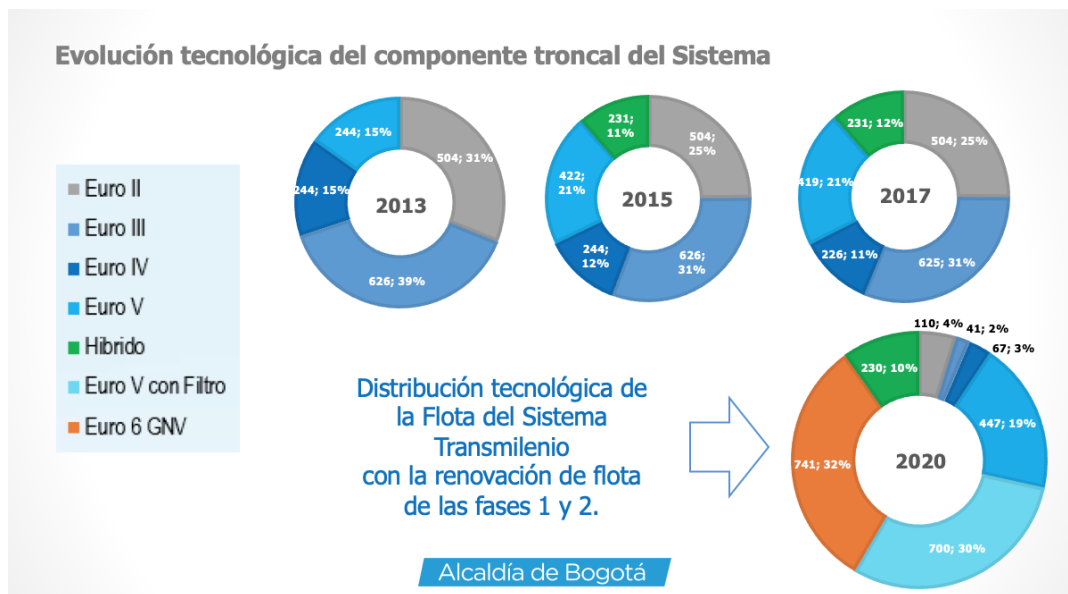 Evolución tecnológica del componente troncal del Sistema
Euro II
Euro III
Euro IV
Euro V
Hibrido
Euro V con Filtro
Euro 6 GNV
244; 15%
504; 31%
244; 15%
2013
626; 39%
231;
11%
504;
25%
422;
21%
2015
244;
12%
626;
31%
231; 12%
504; 25%
419; 21%
2017
226; 11%
625; 31%
Distribución tecnológica de
la Flota del Sistema
Transmilenio
con la renovación de flota
de las fases 1 y 2.
110; 4%
41; 2%
67; 3%
230; 10%
447; 19%
741; 32%
2020
700; 30%
Alcaldía de Bogotá